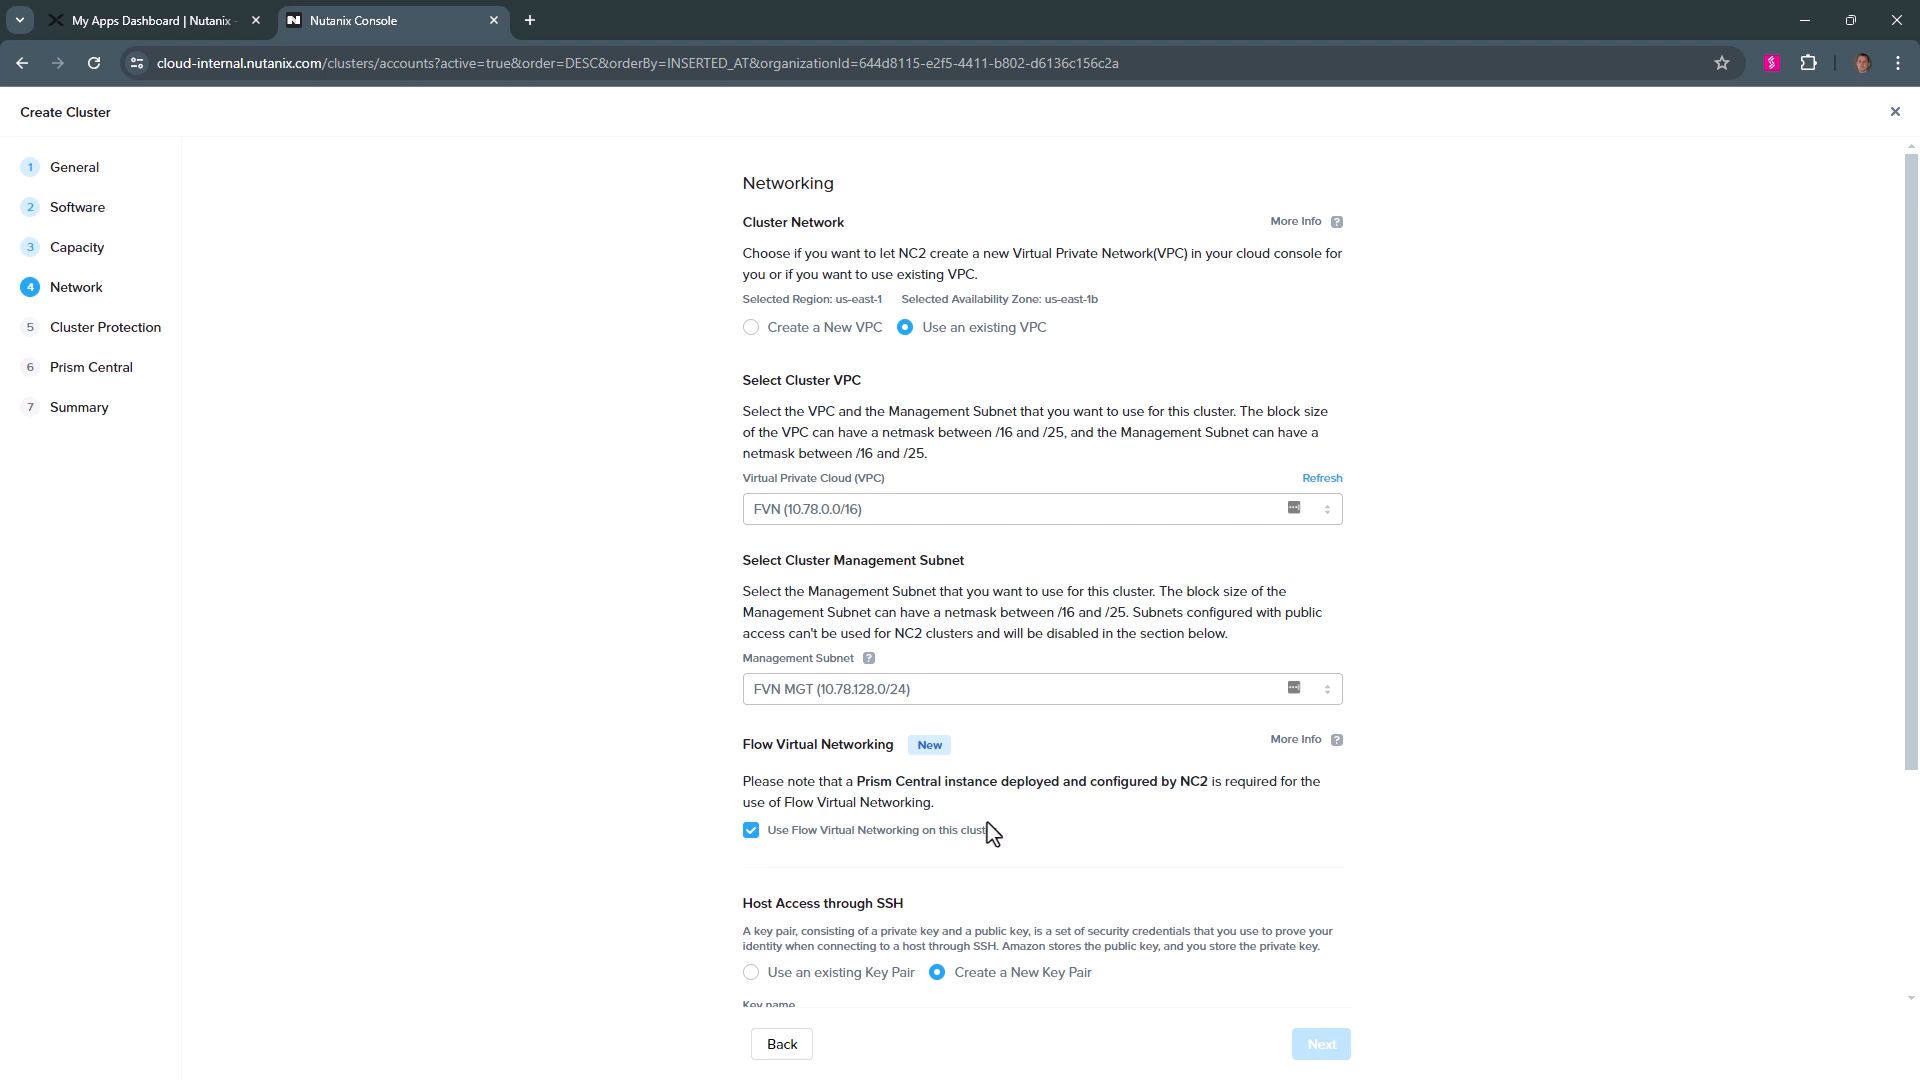 My Apps Dashboard | Nutanix
Nutanix Console
cloud-internal.nutanix.com/clusters/accounts?active=true&order=DESC&orderBy=INSERTED_AT&organizationId=644d8115-e2f5-4411-b802-d6136c156c2a
Create Cluster
1 General
2 Software
3 Capacity
4 Network
5 Cluster Protection
6 Prism Central
7 Summary
Networking
Cluster Network
More Info ?
Choose if you want to let NC2 create a new Virtual Private Network(VPC) in your cloud console for
you or if you want to use existing VPC.
Selected Region: us-east-1 Selected Availability Zone: us-east-1b
Create a New VPC Use an existing VPC
Select Cluster VPC
Select the VPC and the Management Subnet that you want to use for this cluster. The block size
of the VPC can have a netmask between /16 and /25, and the Management Subnet can have a
netmask between /16 and /25.
Virtual Private Cloud (VPC) Refresh
FVN (10.78.0.0/16)
Select Cluster Management Subnet
Select the Management Subnet that you want to use for this cluster. The block size of the
Management Subnet can have a netmask between /16 and /25. Subnets configured with public
access can't be used for NC2 clusters and will be disabled in the section below.
Management Subnet ?
FVN MGT (10.78.128.0/24)
Flow Virtual Networking New
More Info ?
Please note that a Prism Central instance deployed and configured by NC2 is required for the
use of Flow Virtual Networking.
Use Flow Virtual Networking on this clust
Host Access through SSH
A key pair, consisting of a private key and a public key, is a set of security credentials that you use to prove your
identity when connecting to a host through SSH. Amazon stores the public key, and you store the private key.
Use an existing Key Pair Create a New Key Pair
Key name
Back Next